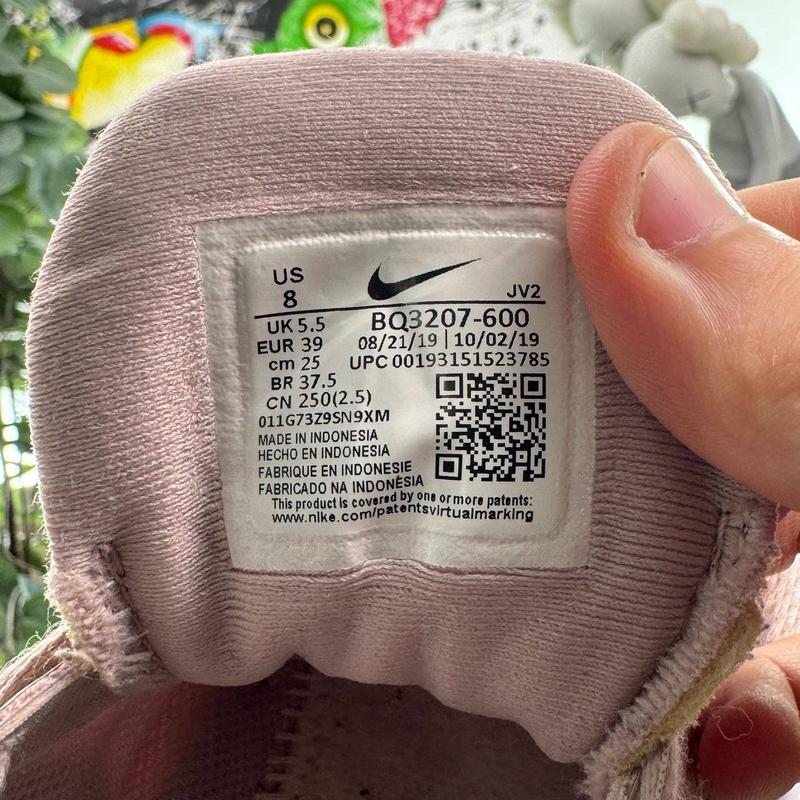 US
8
JV2
UK 5.5
EUR 39
cm 25
BR 37.5
CN 250(2.5)
BQ3207-600
08/21/19 | 10/02/19
UPC 00193151523785
011G73Z9SN9XM
MADE IN INDONESIA
HECHO EN INDONESIA
FABRIQUE EN INDONESIE
FABRICADO NA INDONÉSIA
This product is covered by one or more patents:
www.nike.com/patentsvirtualmarking